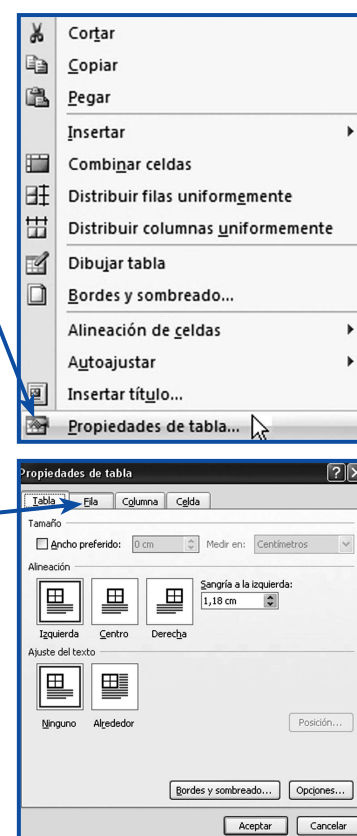 Cortar
Copiar
Pegar
Insertar
Combinar celdas
Distribuir filas uniformemente
Distribuir columnas uniformemente
Dibujar tabla
Bordes y sombreado...
Alineación de celdas
Autoajustar
Insertar título...
Propiedades de tabla...
Propiedades de tabla
Tabla Fila Columna Celda
Tamaño
Ancho preferido: 0 cm Medir en: Centímetros
Alineación
Sangría a la izquierda:
1,18 cm
Izquierda Centro Derecha
Ajuste del texto
Ninguno Alrededor
Posición...
Bordes y sombreado... Opciones...
Aceptar Cancelar